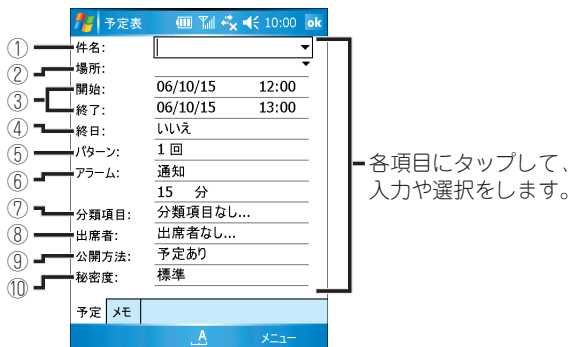 予定表 10:00 ok
① 件名:
② 場所:
③ 開始: 06/10/15 12:00
終了: 06/10/15 13:00
④ 終日: いいえ
⑤ パターン: 1 回
⑥ アラーム: 通知
15 分
⑦ 分類項目: 分類項目なし...
⑧ 出席者: 出席者なし...
⑨ 公開方法: 予定あり
⑩ 秘密度: 標準
予定 メモ
A メニュー
各項目にタップして、
入力や選択をします。